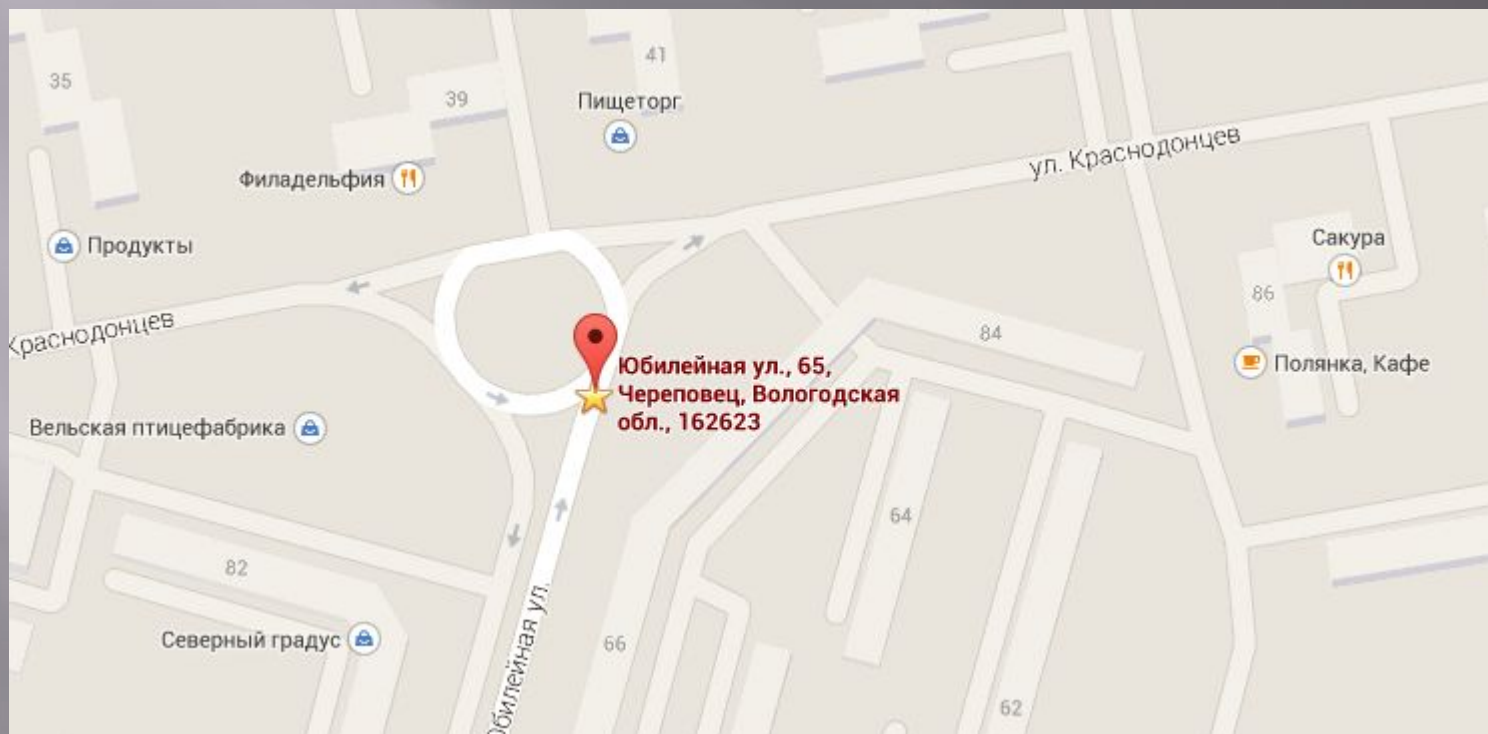 35
41
39
Пищеторг
ул. Краснодонцев
Филадельфия
Продукты
Сакура
86
Краснодонцев
84
Полянка, Кафе
Юбилейная ул., 65,
Череповец, Вологодская
обл., 162623
Вельская птицефабрика
64
82
Юбилейная ул.
Северный градус
66
62